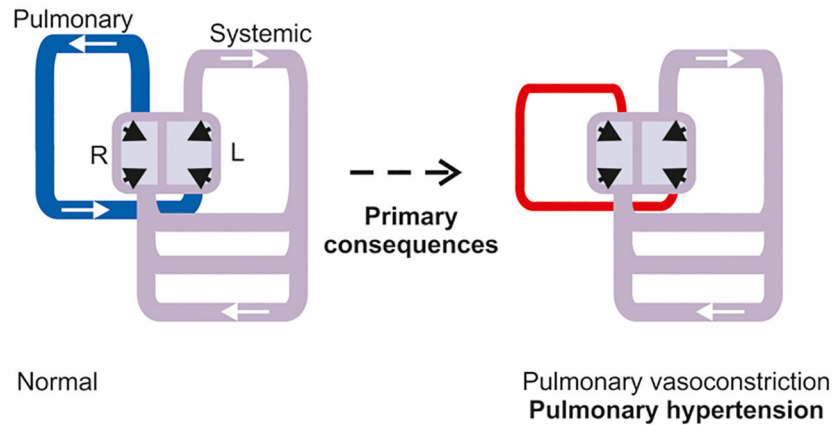 Pulmonary
Systemic
R
L
Primary
consequences
Normal
Pulmonary vasoconstriction
Pulmonary hypertension